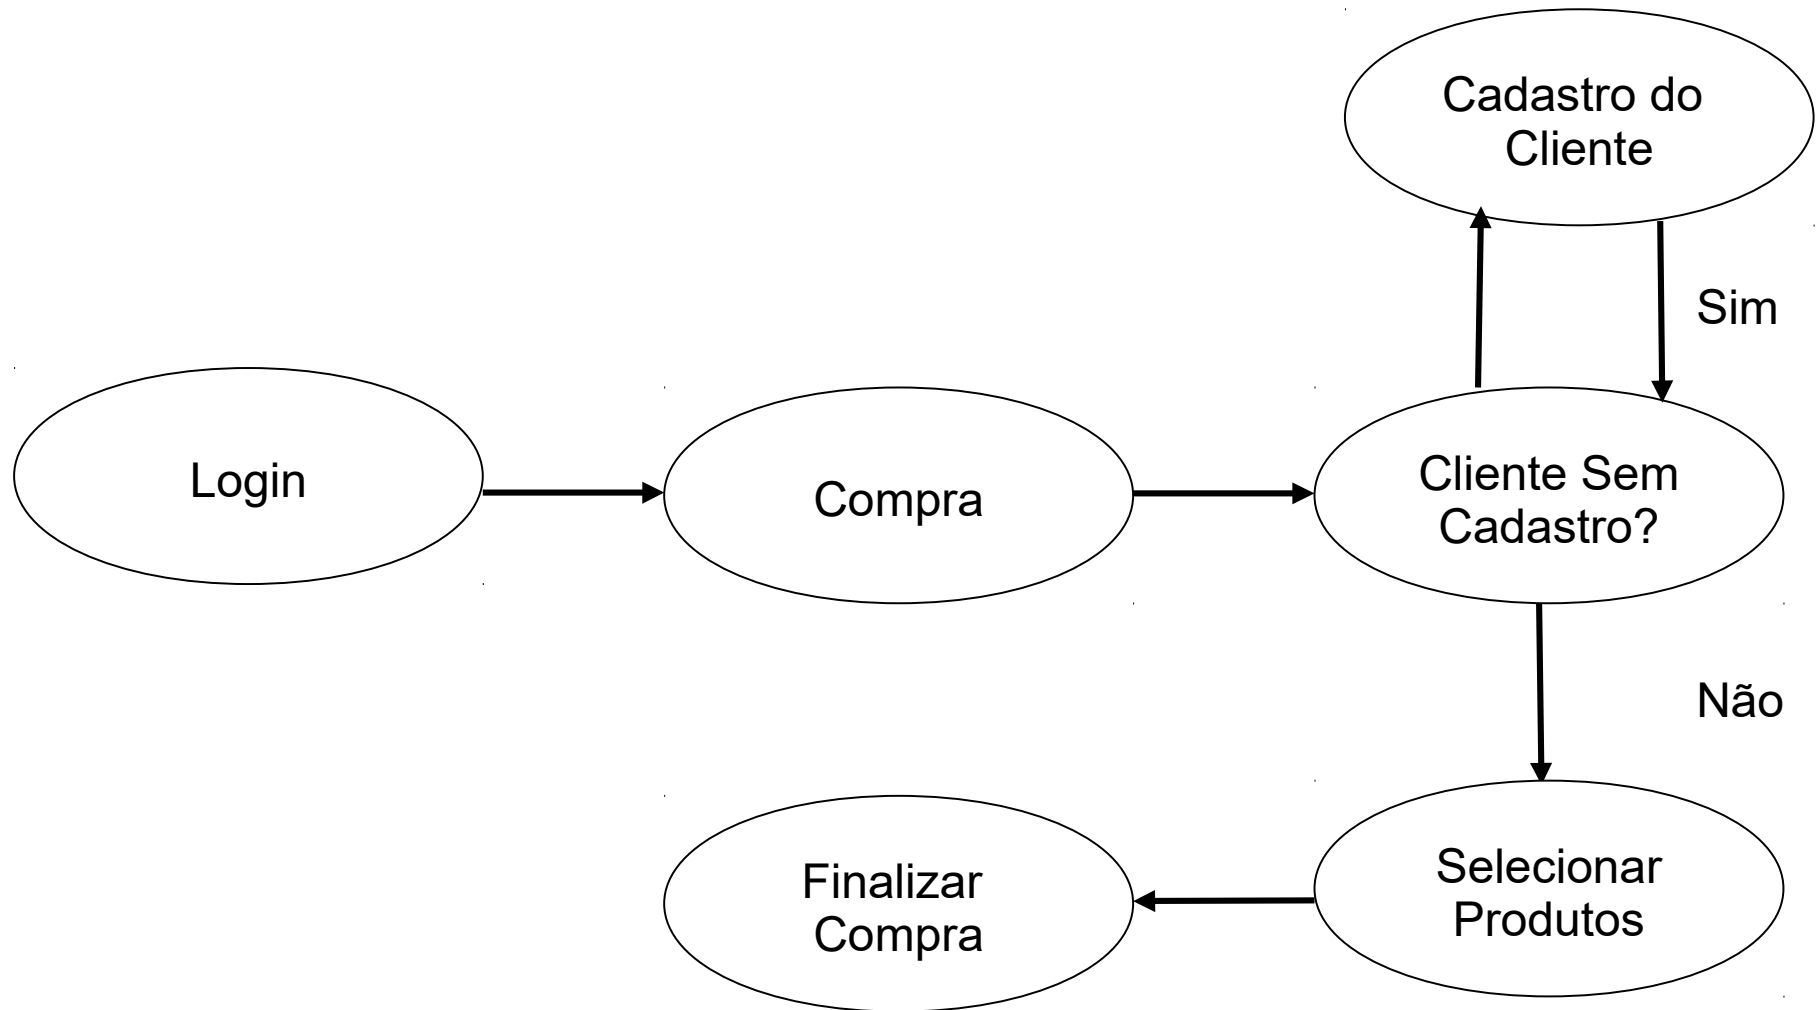 Cadastro do
Cliente
Sim
Login
Compra
Cliente Sem
Cadastro?
Não
Finalizar
Compra
Selecionar
Produtos